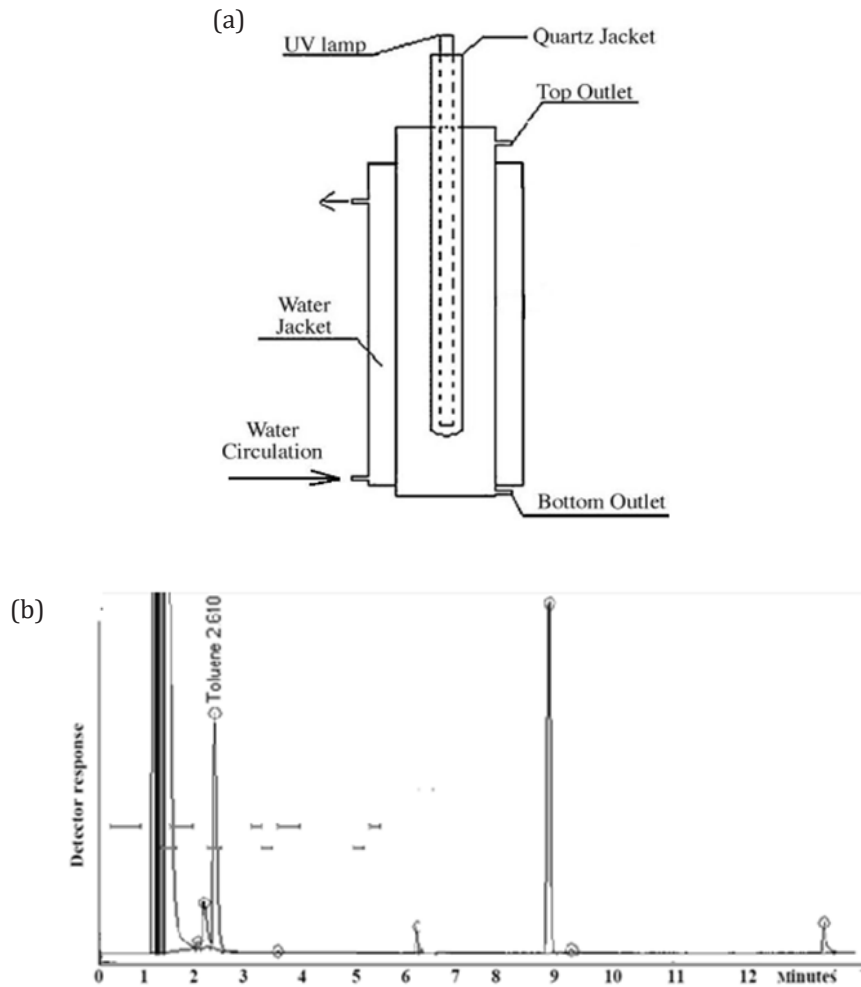 (a)
UV lamp
Quartz Jacket
Top Outlet
Water
Jacket
Water
Circulation
Bottom Outlet
(b)
Toluene 2 610
Detector response
0 1 2 3 4 5 6 7 8 9 10 11 12 Minutes